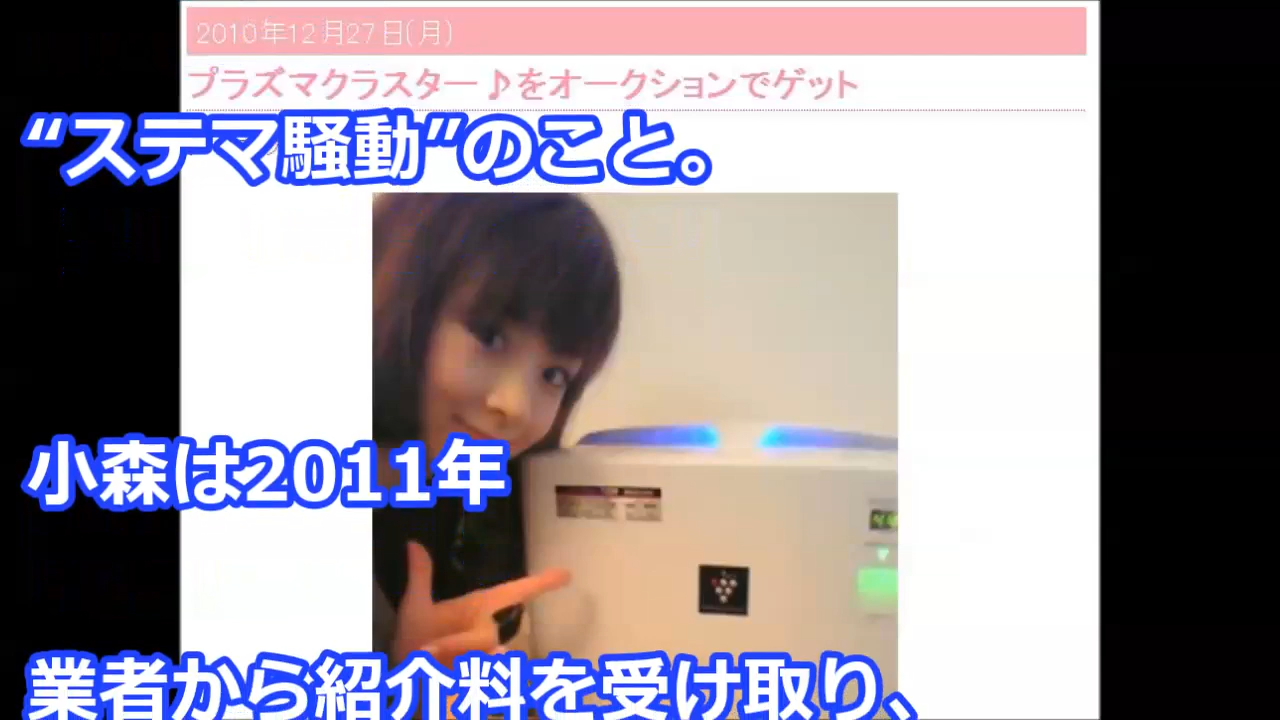 2010年12月27日(月)
プラズマクラスター♪をオークションでゲット
“ステマ騒動”のこと。
小森は2011年
業者から紹介料を受け取り、